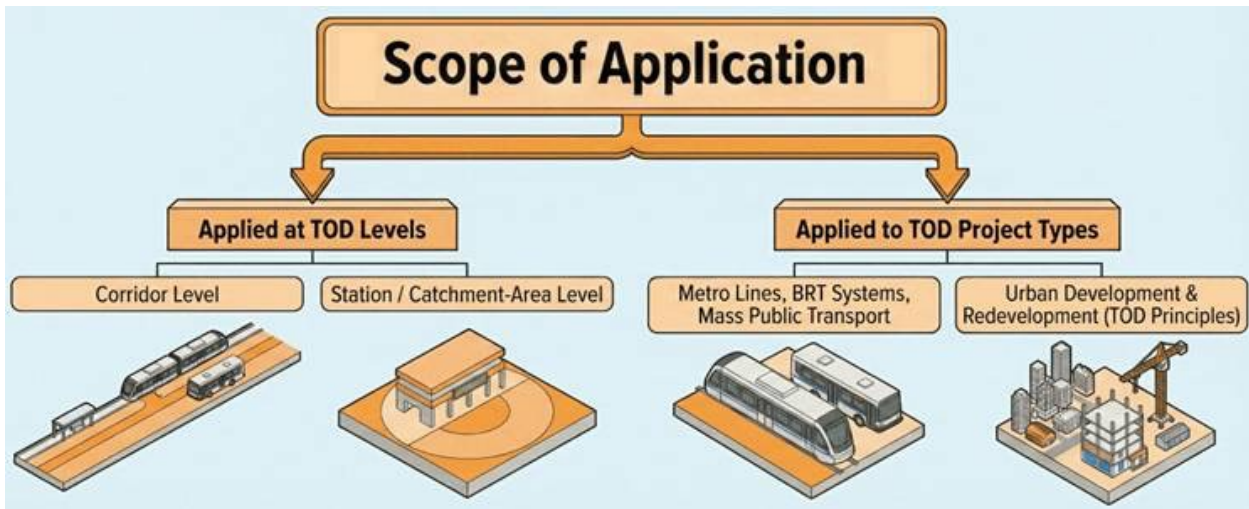 Scope of Application
Applied at TOD Levels
Corridor Level
Station / Catchment-Area Level
Applied to TOD Project Types
Metro Lines, BRT Systems,
Mass Public Transport
Urban Development &
Redevelopment (TOD Principles)